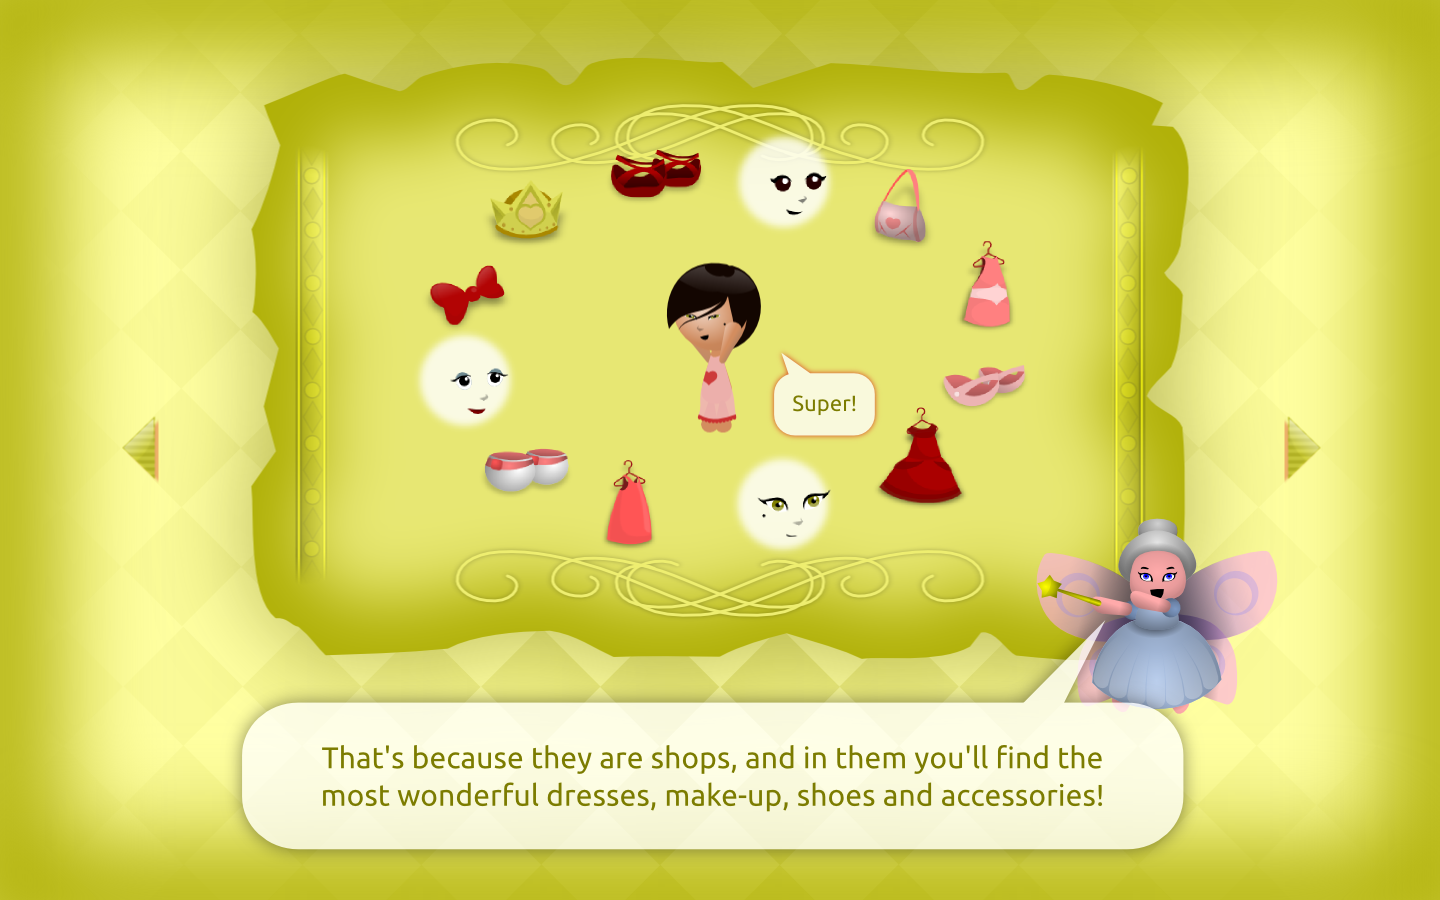 Super!
That's because they are shops, and in them you'll find the
most wonderful dresses, make-up, shoes and accessories!